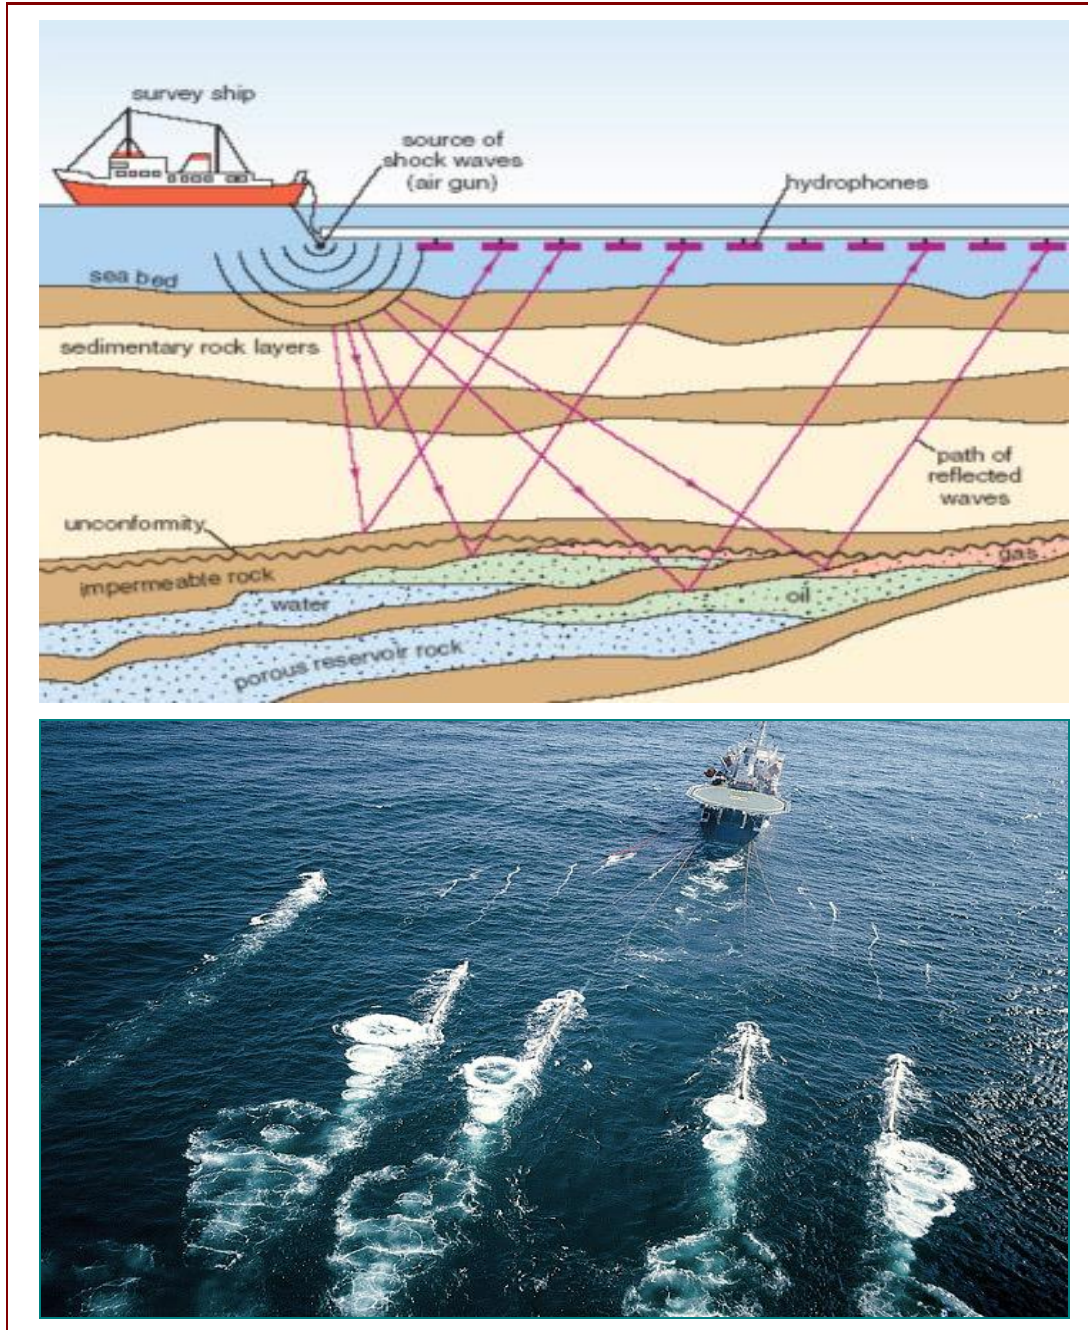 survey ship
source of
shock waves
(air gun)
hydrophones
sea bed
sedimentary rock layers
path of
reflected
waves
unconformity
gas
impermeable rock
oil
water
porous reservoir rock